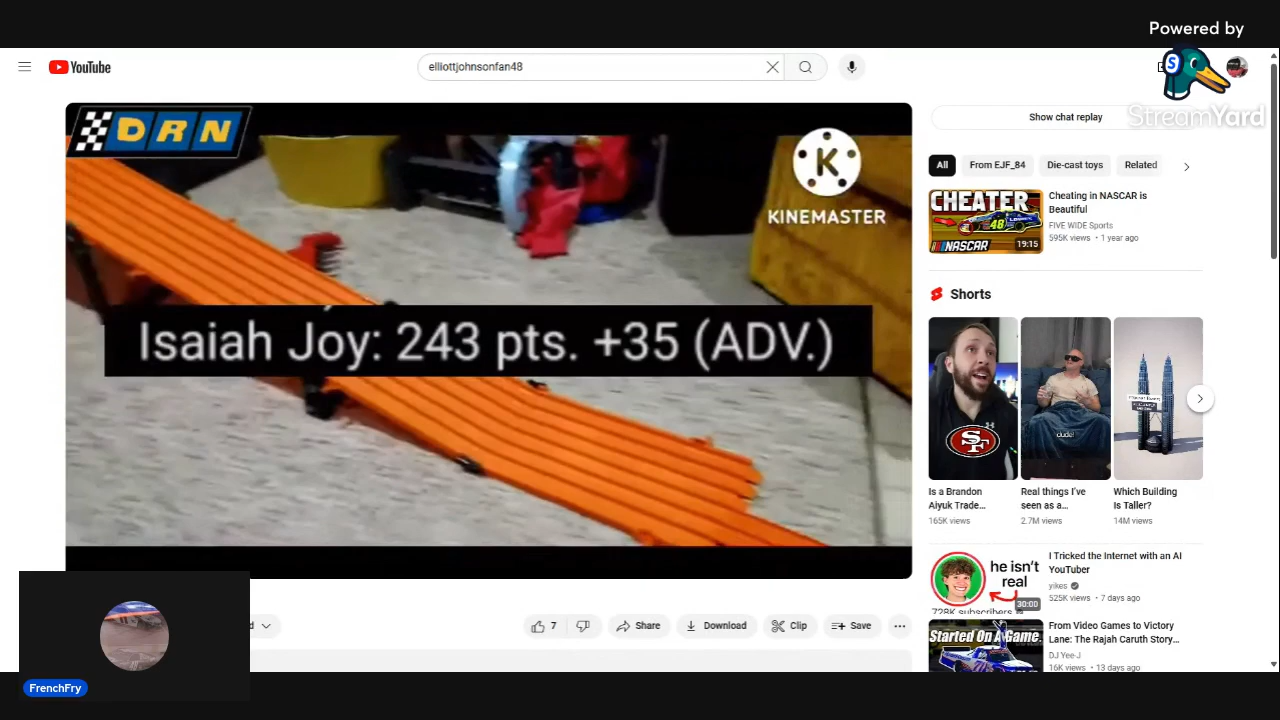 Powered by
StreamYard
YouTube
elliottjohnsonfan48
DRN
KINEMASTER
Isaiah Joy: 243 pts. +35 (ADV.)
Show chat replay
All
From EJF_84
Die-cast toys
Related
CHEATER
48
NASCAR
19:15
Cheating in NASCAR is
Beautiful
FIVE WIDE Sports
595K views • 1 year ago
Shorts
dude!
Is a Brandon
Aiyuk Trade…
165K views
Real things I've
seen as a…
2.7M views
Which Building
Is Taller?
14M views
he isn't
real
728K subscribers
30:00
I Tricked the Internet with an AI
YouTuber
yikes
525K views • 7 days ago
Started On A Game.
From Video Games to Victory
Lane: The Rajah Caruth Story…
DJ Yee-J
16K views • 13 days ago
7
Share
Download
Clip
Save
FrenchFry